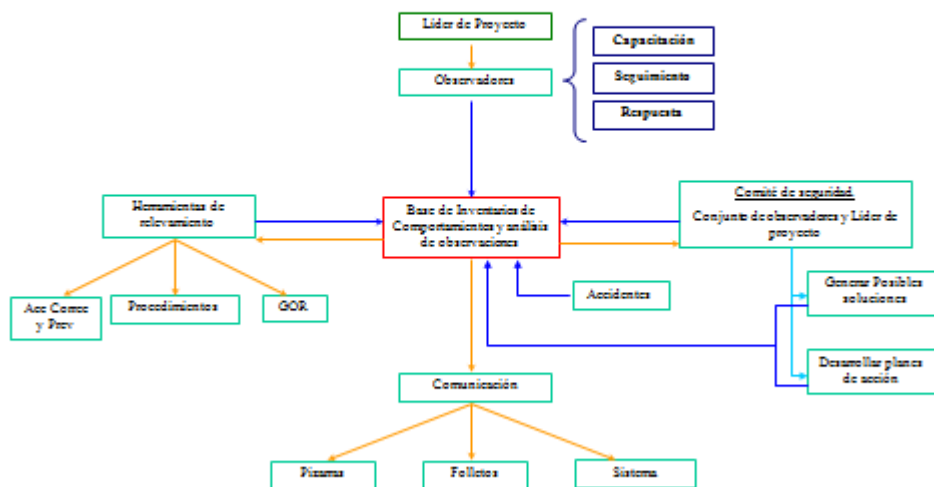 Líder de Proyecto
Observadores
Capacitación
Seguimiento
Respuesta
Herramientas de
relevamiento
Base de Inventarios de
Comportamientos y análisis
de observaciones
Comité de seguridad
Conjunto de observadores y Líder de
proyecto
Acc Correc
y Prev
Procedimientos
GOR
Accidentes
Generar Posibles
soluciones
Desarrollar planes
de acción
Comunicación
Pizarras
Folletos
Sistema